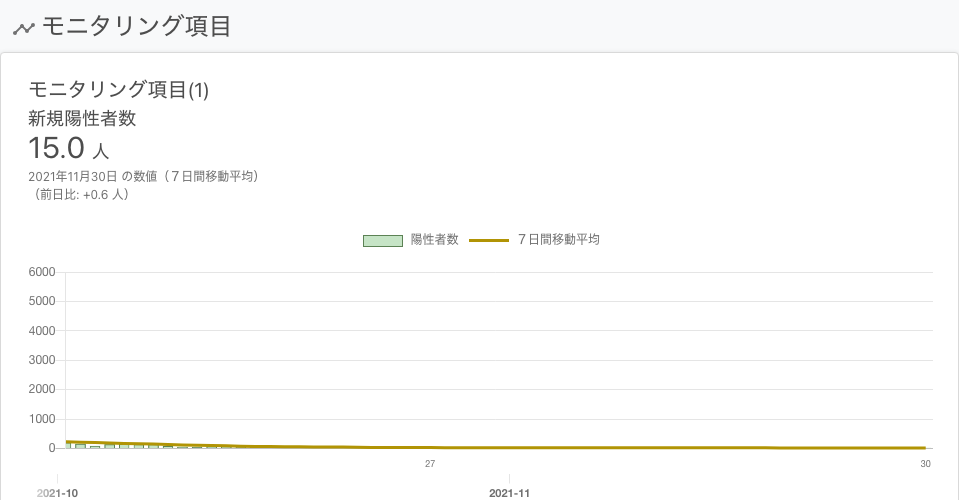 モニタリング項目
モニタリング項目(1)
新規陽性者数
15.0 人
2021年11月30日 の数値（７日間移動平均）
（前日比: +0.6 人）
陽性者数 ７日間移動平均
6000
5000
4000
3000
2000
1000
0
27 30
2021-10 2021-11